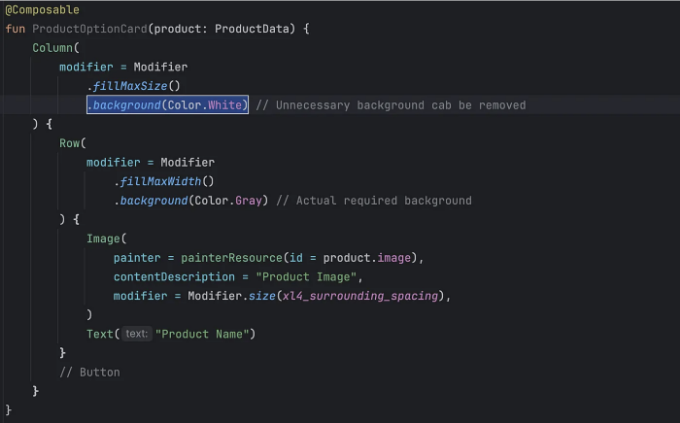 @Composable
fun ProductOptionCard(product: ProductData) {
    Column(
        modifier = Modifier
            .fillMaxSize()
            .background(Color.White) // Unnecessary background cab be removed
    ) {
        Row(
            modifier = Modifier
                .fillMaxWidth()
                .background(Color.Gray) // Actual required background
        ) {
            Image(
                painter = painterResource(id = product.image),
                contentDescription = "Product Image",
                modifier = Modifier.size(xl4_surrounding_spacing),
            )
            Text( text: "Product Name")
        }
        // Button
    }
}